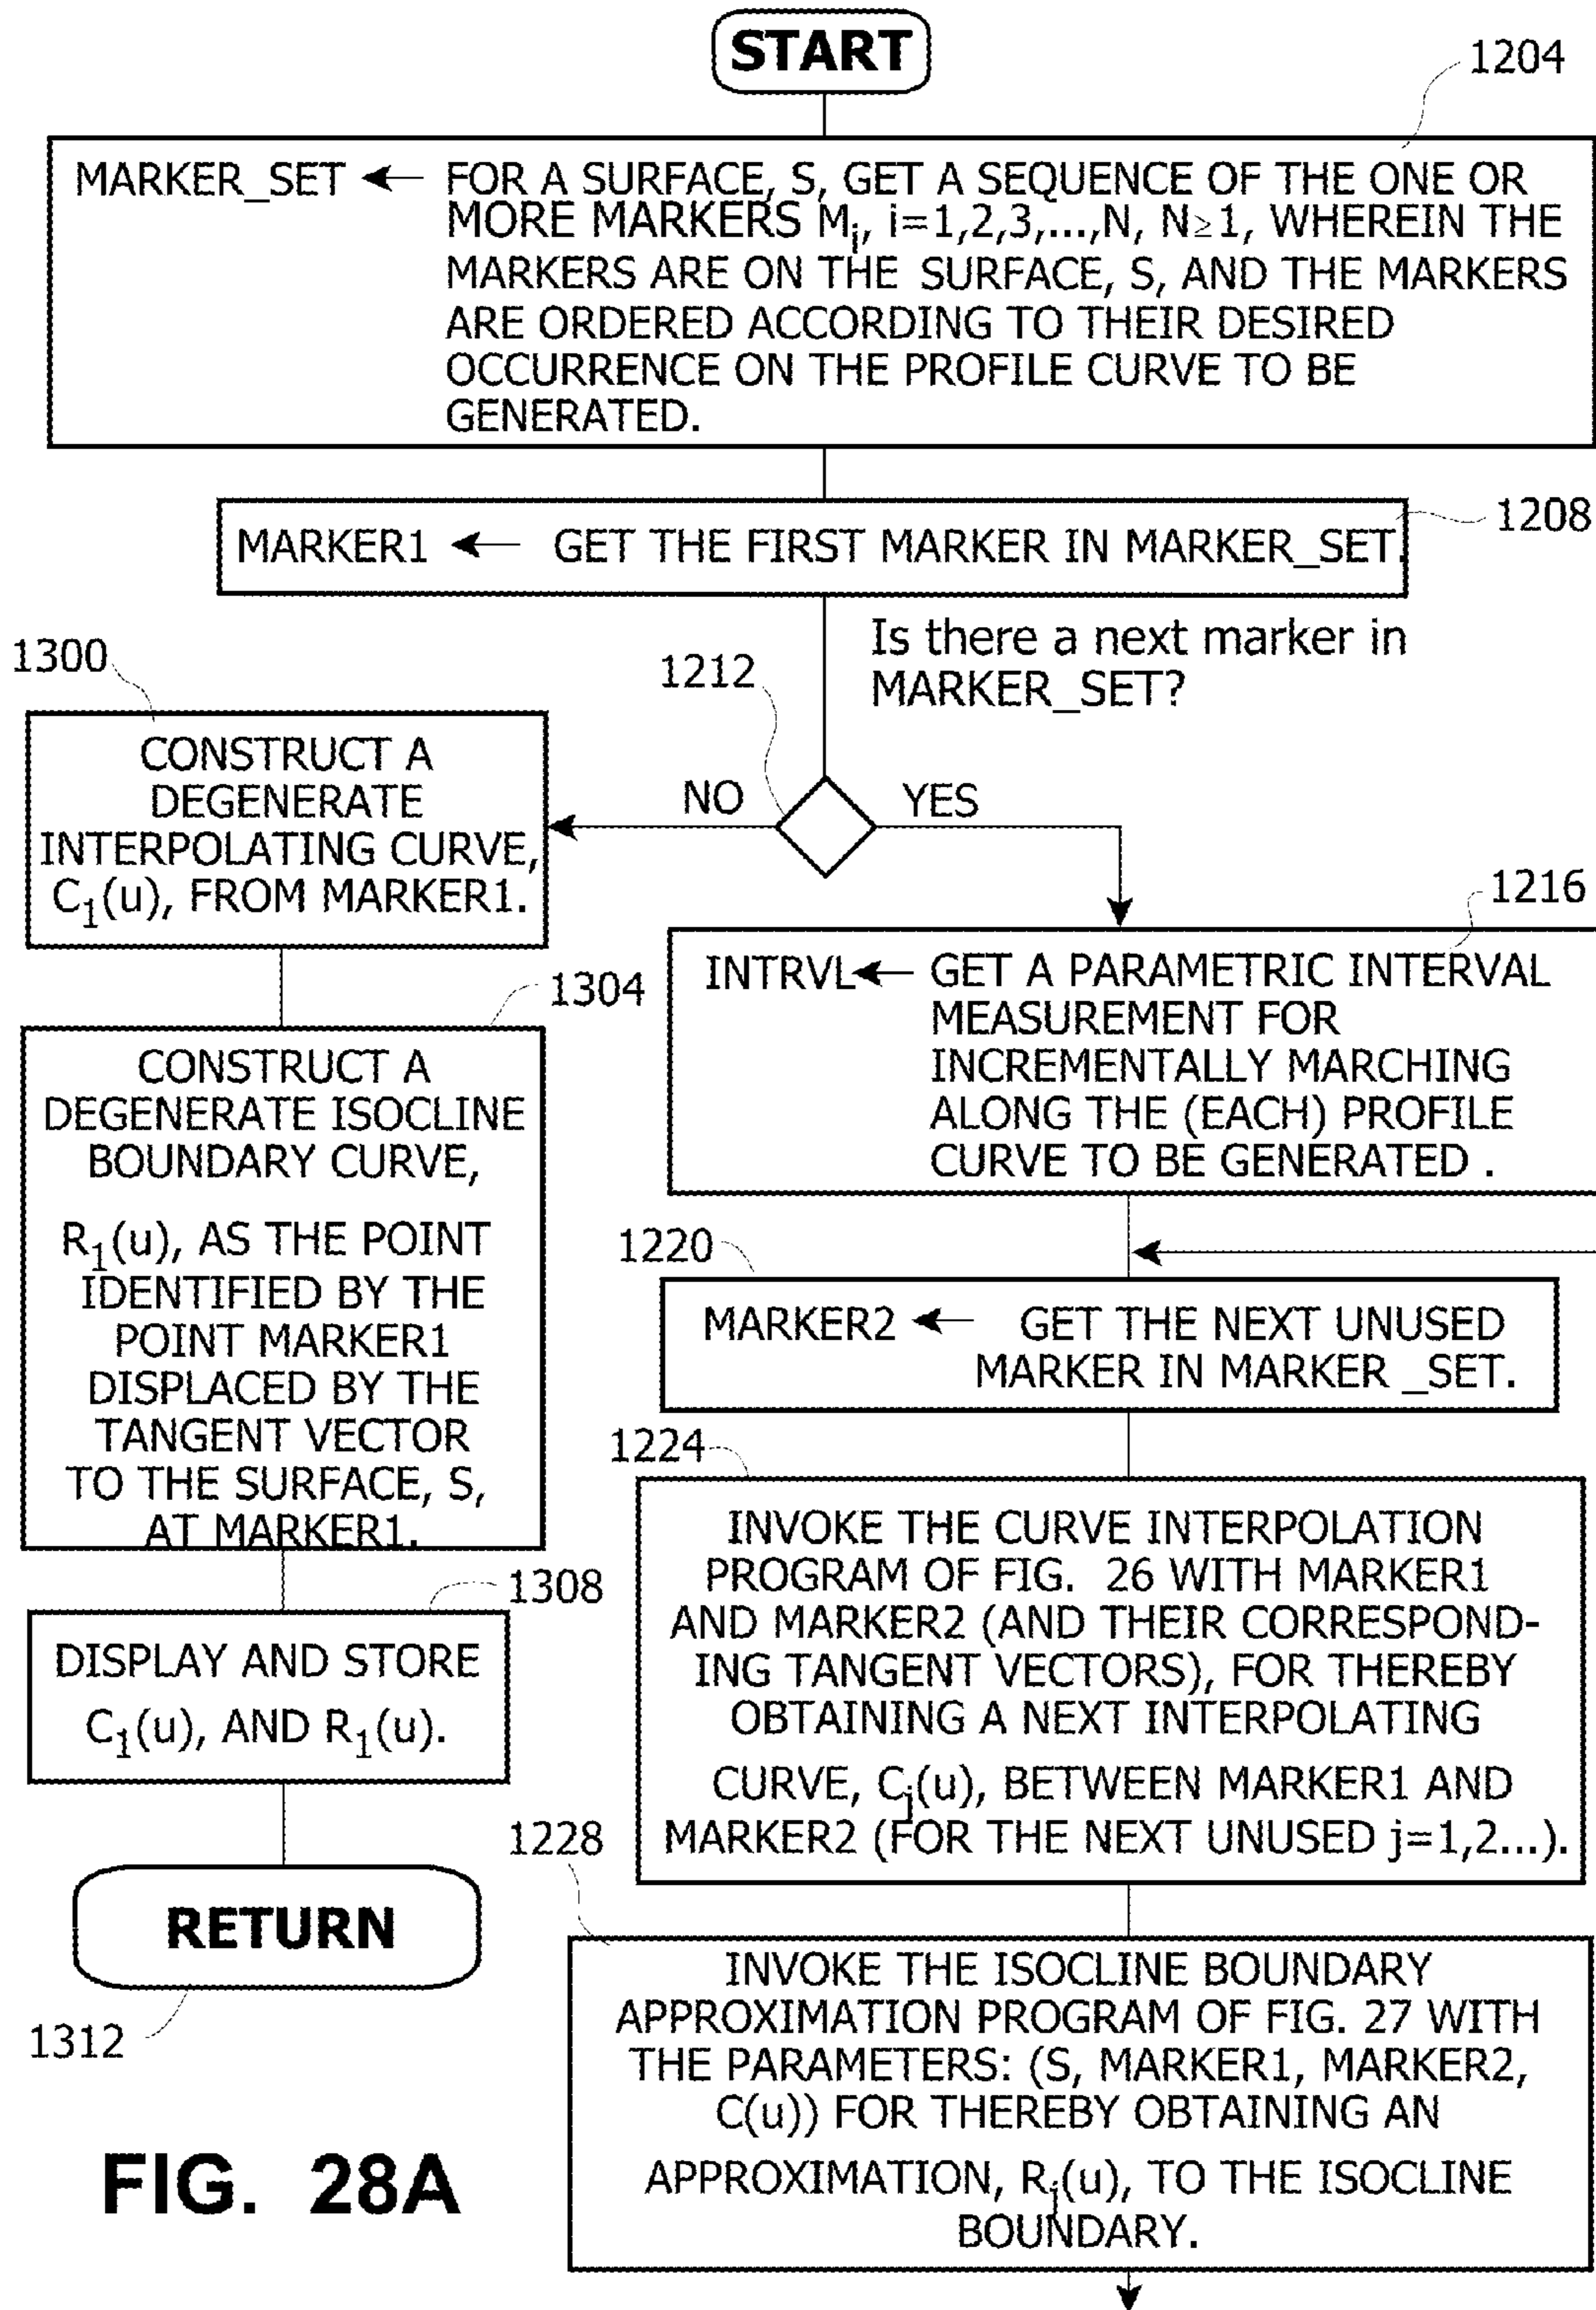 START
1204
MARKER_SET ← FOR A SURFACE, S, GET A SEQUENCE OF THE ONE OR
MORE MARKERS Mi, i=1,2,3,...,N, N≥1, WHEREIN THE
MARKERS ARE ON THE SURFACE, S, AND THE MARKERS
ARE ORDERED ACCORDING TO THEIR DESIRED
OCCURRENCE ON THE PROFILE CURVE TO BE
GENERATED.
1208
MARKER1 ← GET THE FIRST MARKER IN MARKER_SET.
Is there a next marker in
MARKER_SET?
1212
NO
YES
1300
CONSTRUCT A
DEGENERATE
INTERPOLATING CURVE,
C1(u), FROM MARKER1.
1304
CONSTRUCT A
DEGENERATE ISOCLINE
BOUNDARY CURVE,
R1(u), AS THE POINT
IDENTIFIED BY THE
POINT MARKER1
DISPLACED BY THE
TANGENT VECTOR
TO THE SURFACE, S,
AT MARKER1.
1308
DISPLAY AND STORE
C1(u), AND R1(u).
RETURN
1312
1216
INTRVL ← GET A PARAMETRIC INTERVAL
MEASUREMENT FOR
INCREMENTALLY MARCHING
ALONG THE (EACH) PROFILE
CURVE TO BE GENERATED .
1220
MARKER2 ← GET THE NEXT UNUSED
MARKER IN MARKER _SET.
1224
INVOKE THE CURVE INTERPOLATION
PROGRAM OF FIG. 26 WITH MARKER1
AND MARKER2 (AND THEIR CORRESPOND-
ING TANGENT VECTORS), FOR THEREBY
OBTAINING A NEXT INTERPOLATING
CURVE, Cj(u), BETWEEN MARKER1 AND
MARKER2 (FOR THE NEXT UNUSED j=1,2...).
1228
INVOKE THE ISOCLINE BOUNDARY
APPROXIMATION PROGRAM OF FIG. 27 WITH
THE PARAMETERS: (S, MARKER1, MARKER2,
C(u)) FOR THEREBY OBTAINING AN
APPROXIMATION, Rj(u), TO THE ISOCLINE
BOUNDARY.
FIG. 28A